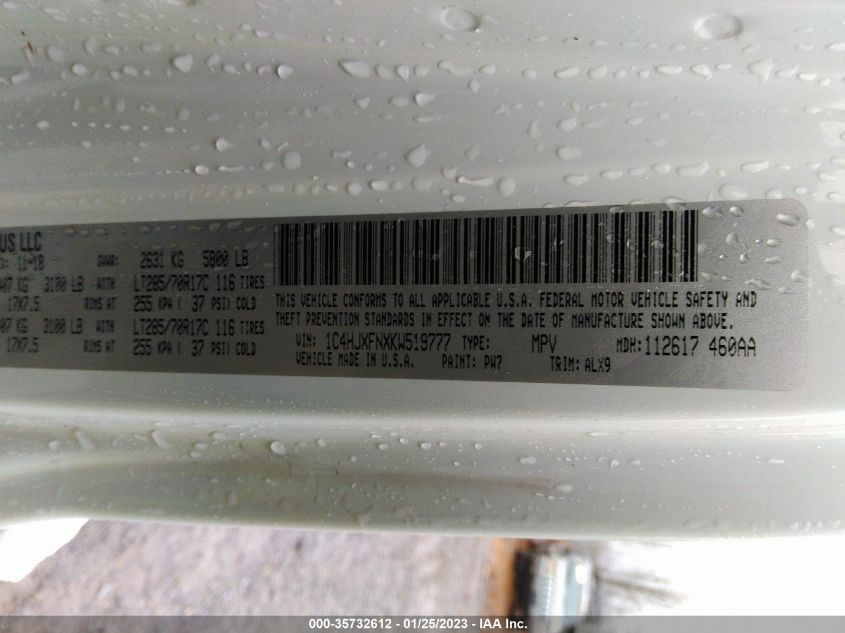 US LLC
11-18 GVWR: 2631 KG 5800 LB
3100 LB WITH LT285/70R17C 116 TIRES
17X7.5 RIMS AT 255 KPA ( 37 PSI) COLD
3100 LB WITH LT285/70R17C 116 TIRES
17X7.5 RIMS AT 255 KPA ( 37 PSI) COLD
THIS VEHICLE CONFORMS TO ALL APPLICABLE U.S.A. FEDERAL MOTOR VEHICLE SAFETY AND
THEFT PREVENTION STANDARDS IN EFFECT ON THE DATE OF MANUFACTURE SHOWN ABOVE.
VIN: 1C4HJXFNXKW519777 TYPE: MPV MDH: 112617 460AA
VEHICLE MADE IN U.S.A. PAINT: PW7 TRIM: ALX9
000-35732612 - 01/25/2023 - IAA Inc.